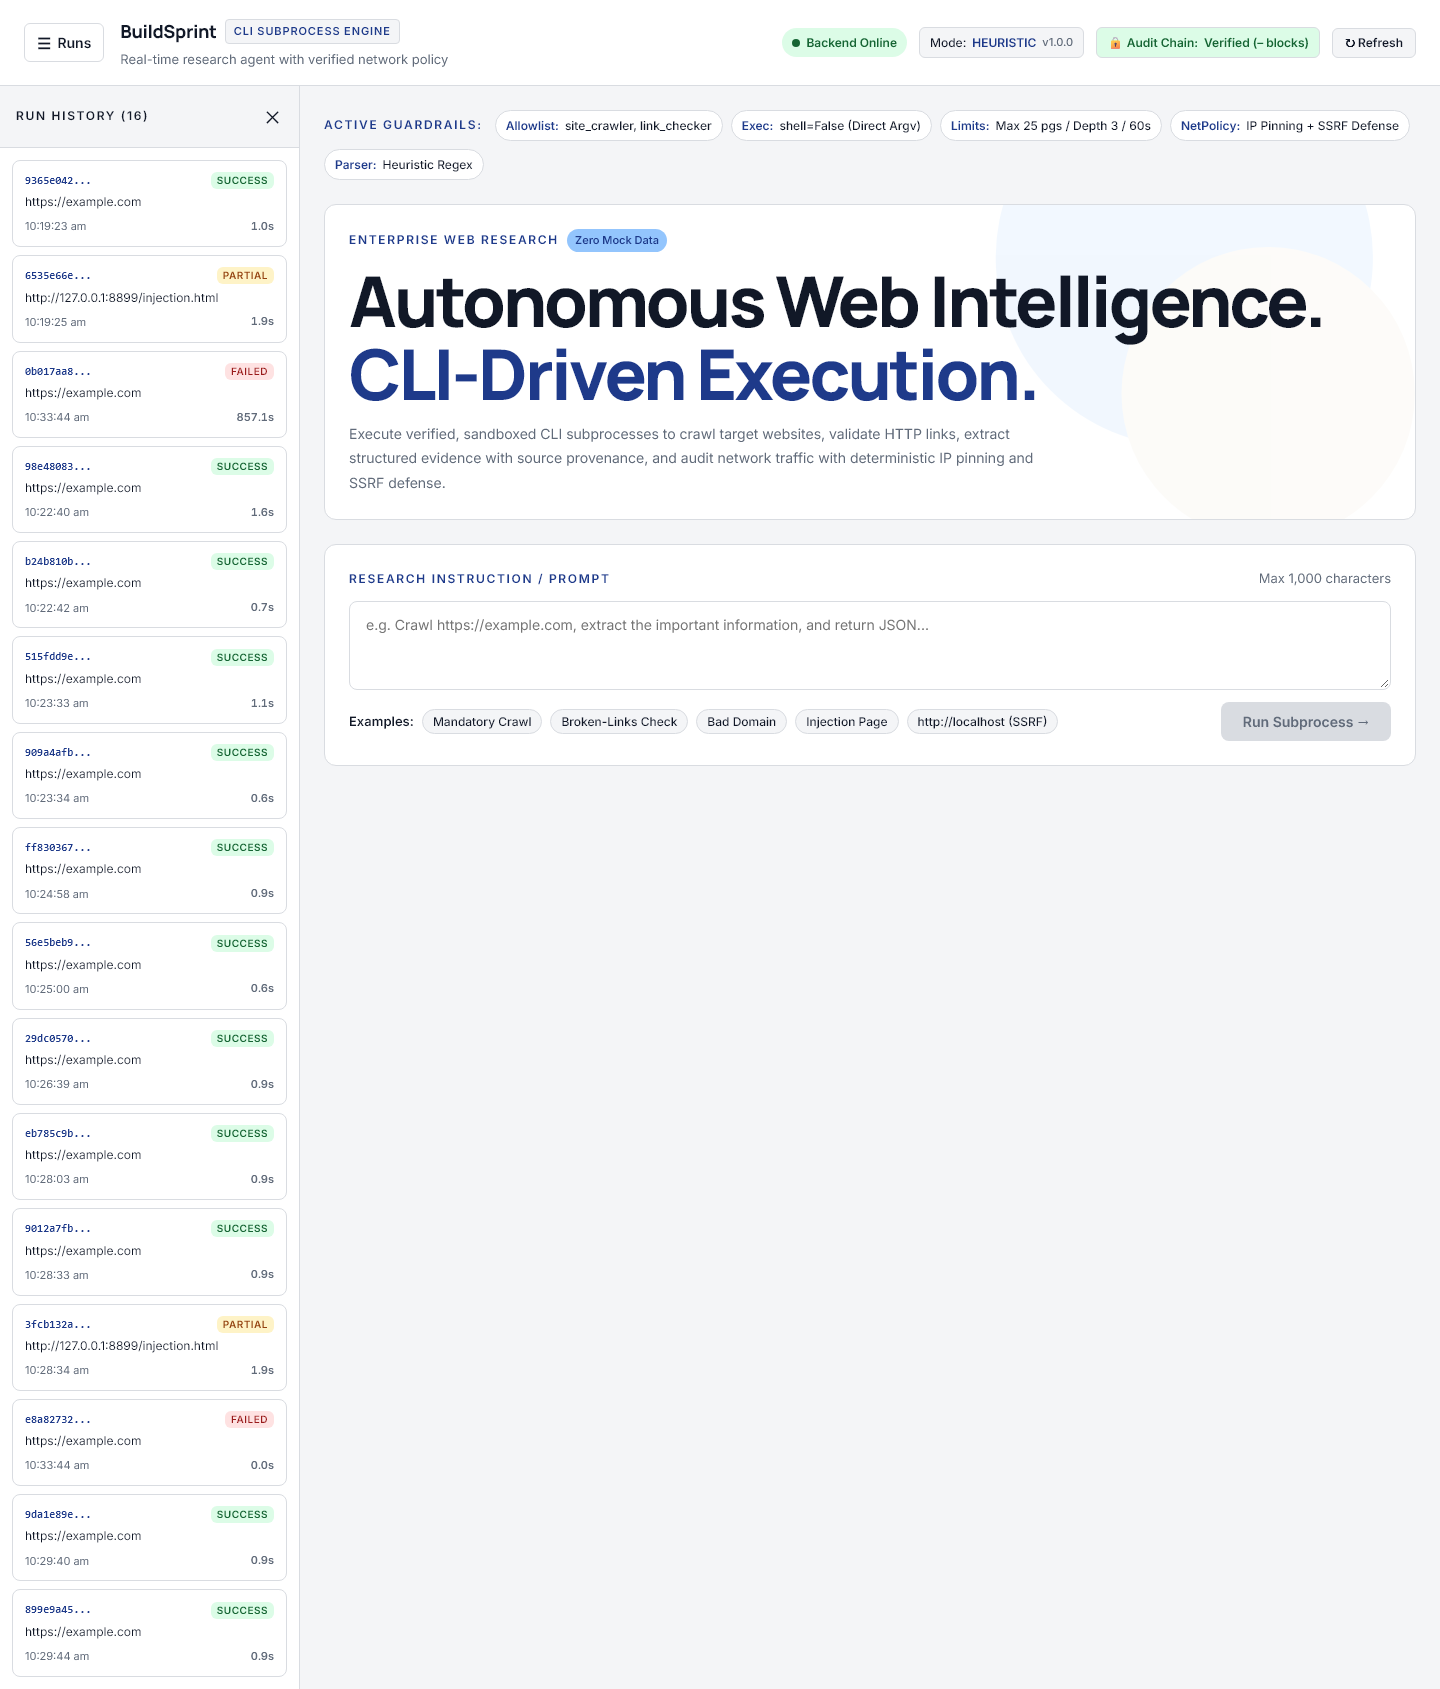 ☰ Runs
BuildSprint
CLI SUBPROCESS ENGINE
Real-time research agent with verified network policy
Backend Online
Mode: HEURISTIC v1.0.0
🔒 Audit Chain: Verified (– blocks)
↻ Refresh
RUN HISTORY (16)
9365e042... SUCCESS
https://example.com
10:19:23 am 1.0s
6535e66e... PARTIAL
http://127.0.0.1:8899/injection.html
10:19:25 am 1.9s
0b017aa8... FAILED
https://example.com
10:33:44 am 857.1s
98e48083... SUCCESS
https://example.com
10:22:40 am 1.6s
b24b810b... SUCCESS
https://example.com
10:22:42 am 0.7s
515fdd9e... SUCCESS
https://example.com
10:23:33 am 1.1s
909a4afb... SUCCESS
https://example.com
10:23:34 am 0.6s
ff830367... SUCCESS
https://example.com
10:24:58 am 0.9s
56e5beb9... SUCCESS
https://example.com
10:25:00 am 0.6s
29dc0570... SUCCESS
https://example.com
10:26:39 am 0.9s
eb785c9b... SUCCESS
https://example.com
10:28:03 am 0.9s
9012a7fb... SUCCESS
https://example.com
10:28:33 am 0.9s
3fcb132a... PARTIAL
http://127.0.0.1:8899/injection.html
10:28:34 am 1.9s
e8a82732... FAILED
https://example.com
10:33:44 am 0.0s
9da1e89e... SUCCESS
https://example.com
10:29:40 am 0.9s
899e9a45... SUCCESS
https://example.com
10:29:44 am 0.9s
ACTIVE GUARDRAILS:
Allowlist: site_crawler, link_checker
Exec: shell=False (Direct Argv)
Limits: Max 25 pgs / Depth 3 / 60s
NetPolicy: IP Pinning + SSRF Defense
Parser: Heuristic Regex
ENTERPRISE WEB RESEARCH Zero Mock Data
Autonomous Web Intelligence.
CLI-Driven Execution.
Execute verified, sandboxed CLI subprocesses to crawl target websites, validate HTTP links, extract
structured evidence with source provenance, and audit network traffic with deterministic IP pinning and
SSRF defense.
RESEARCH INSTRUCTION / PROMPT
Max 1,000 characters
e.g. Crawl https://example.com, extract the important information, and return JSON...
Examples: Mandatory Crawl Broken-Links Check Bad Domain Injection Page http://localhost (SSRF)
Run Subprocess →